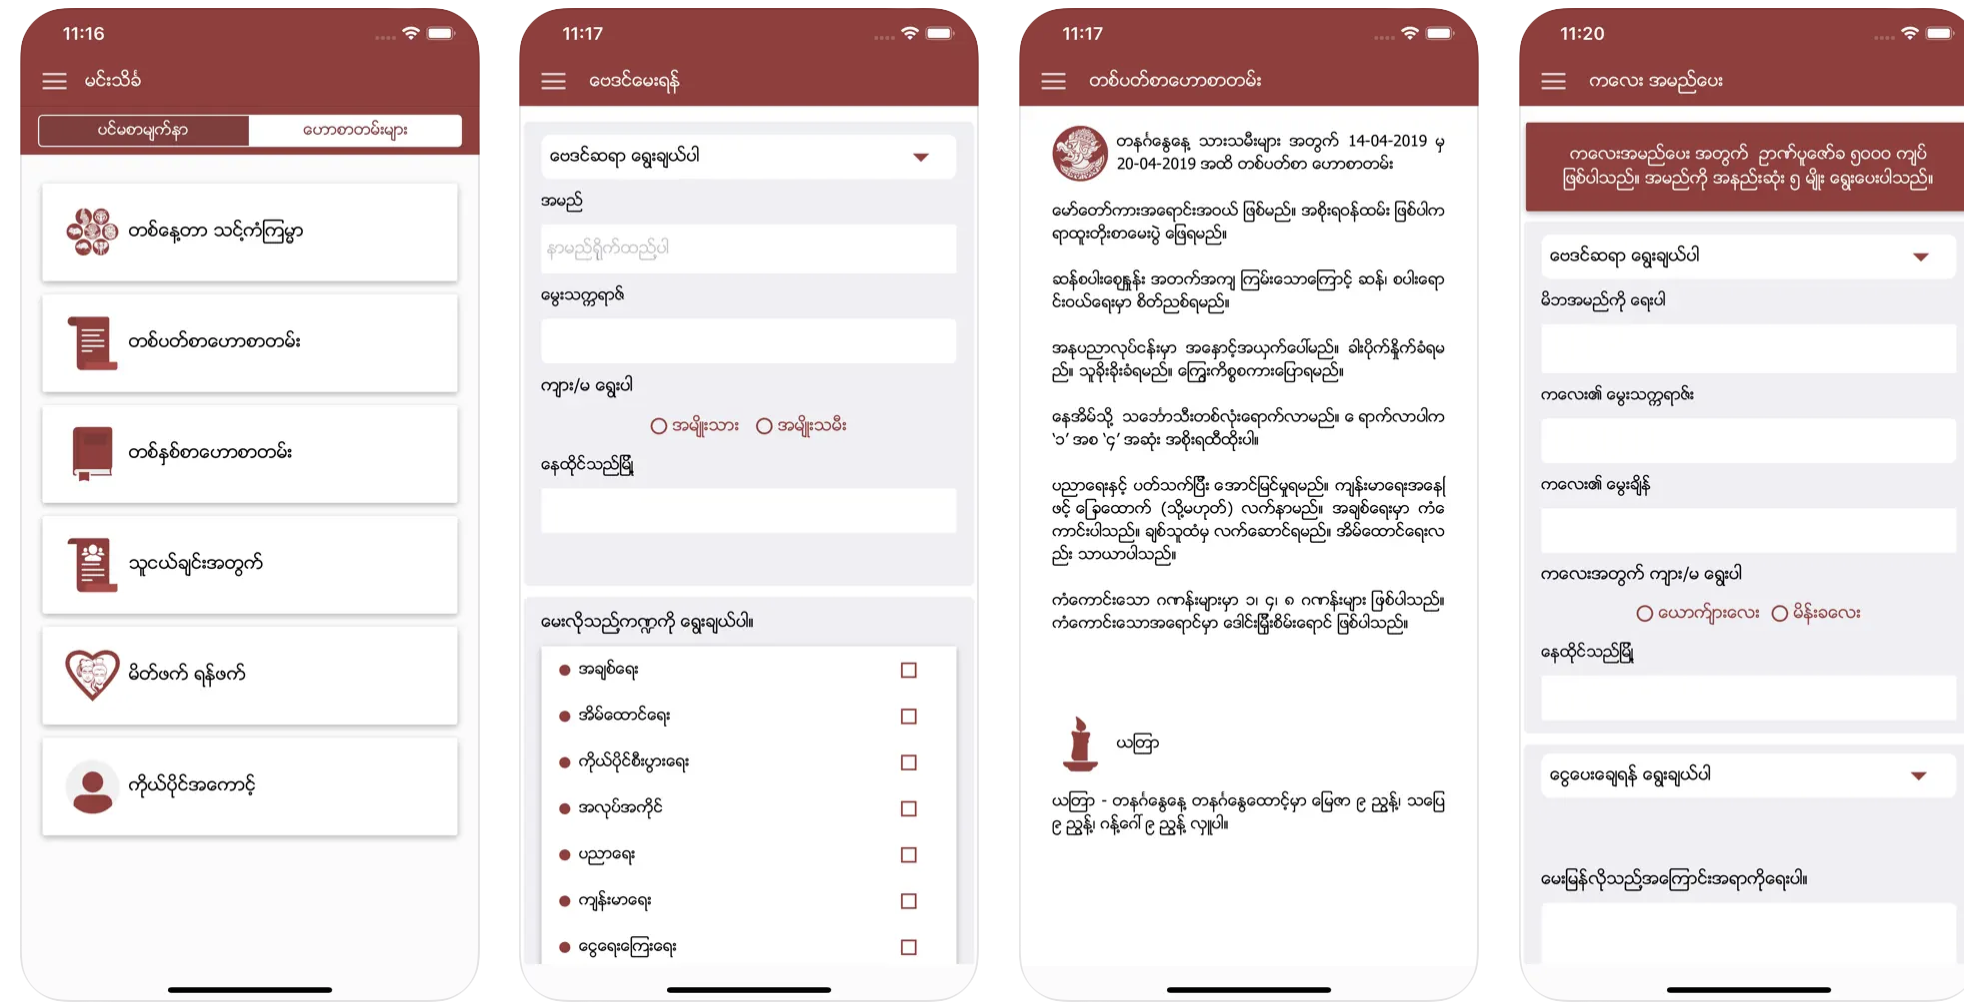 11:16
မင်းသိင်္ခ
ပင်မစာမျက်နှာ
ဟောစာတမ်းများ
တစ်နေ့တာ သင့်ကံကြမ္မာ
တစ်ပတ်စာဟောစာတမ်း
တစ်နှစ်စာဟောစာတမ်း
သူငယ်ချင်းအတွက်
မိတ်ဖက် ရန်ဖက်
ကိုယ်ပိုင်အကောင့်
11:17
ဗေဒင်မေးရန်
ဗေဒင်ဆရာ ရွေးချယ်ပါ
အမည်
နာမည်ရိုက်ထည့်ပါ
မွေးသက္ကရာဇ်
ကျား/မ ရွေးပါ
အမျိုးသား
အမျိုးသမီး
နေထိုင်သည့်မြို့
မေးလိုသည့်ကဏ္ဍကို ရွေးချယ်ပါ။
အချစ်ရေး
အိမ်ထောင်ရေး
ကိုယ်ပိုင်စီးပွားရေး
အလုပ်အကိုင်
ပညာရေး
ကျန်းမာရေး
ငွေရေးကြေးရေး
11:17
တစ်ပတ်စာဟောစာတမ်း
တနင်္ဂနွေနေ့ သားသမီးများ အတွက် 14-04-2019 မှ
20-04-2019 အထိ တစ်ပတ်စာ ဟောစာတမ်း
မော်တော်ကားအရောင်းအဝယ် ဖြစ်မည်။ အစိုးရဝန်ထမ်း ဖြစ်ပါက
ရာထူးတိုးစာမေးပွဲ ဖြေရမည်။
ဆန်စပါးဈေးနှုန်း အတက်အကျ ကြမ်းသောကြောင့် ဆန်၊ စပါးရော
င်းဝယ်ရေးမှာ စိတ်ညစ်ရမည်။
အနုပညာလုပ်ငန်းမှာ အနှောင့်အယှက်ပေါ်မည်။ ခါးပိုက်နှိုက်ခံရမ
ည်။ သူခိုးခိုးခံရမည်။ ကြွေးကိစ္စစကားပြောရမည်။
နေအိမ်သို့ သင်္ဘောသီးတစ်လုံးရောက်လာမည်။ ရောက်လာပါက
‘၁’ အစ ‘၄’ အဆုံး အစိုးရထီထိုးပါ။
ပညာရေးနှင့် ပတ်သက်ပြီး အောင်မြင်မှုရမည်။ ကျန်းမာရေးအနေ
ဖြင့် ခြေထောက် (သို့မဟုတ်) လက်နာမည်။ အချစ်ရေးမှာ ကံ
ကောင်းပါသည်။ ချစ်သူထံမှ လက်ဆောင်ရမည်။ အိမ်ထောင်ရေးလ
ည်း သာယာပါသည်။
ကံကောင်းသော ဂဏန်းများမှာ ၁၊ ၄၊ ၈ ဂဏန်းများ ဖြစ်ပါသည်။
ကံကောင်းသောအရောင်မှာ ဒေါင်းမြီးစိမ်းရောင် ဖြစ်ပါသည်။
ယတြာ
ယတြာ - တနင်္ဂနွေနေ့ တနင်္ဂနွေထောင့်မှာ မြေဇာ ၉ ညွန့်၊ သပြေ
၉ ညွန့်၊ ဂန့်ဂေါ် ၉ ညွန့် လှူပါ။
11:20
ကလေး အမည်ပေး
ကလေးအမည်ပေး အတွက် ဉာဏ်ပူဇော်ခ ၅၀၀၀ ကျပ်
ဖြစ်ပါသည်။ အမည်ကို အနည်းဆုံး ၅ မျိုး ရွေးပေးပါသည်။
ဗေဒင်ဆရာ ရွေးချယ်ပါ
မိဘအမည်ကို ရေးပါ
ကလေး၏ မွေးသက္ကရာဇ်း
ကလေး၏ မွေးချိန်
ကလေးအတွက် ကျား/မ ရွေးပါ
ယောက်ျားလေး
မိန်းခလေး
နေထိုင်သည့်မြို့
ငွေပေးချေရန် ရွေးချယ်ပါ
မေးမြန်လိုသည့်အကြောင်းအရာကိုရေးပါ။